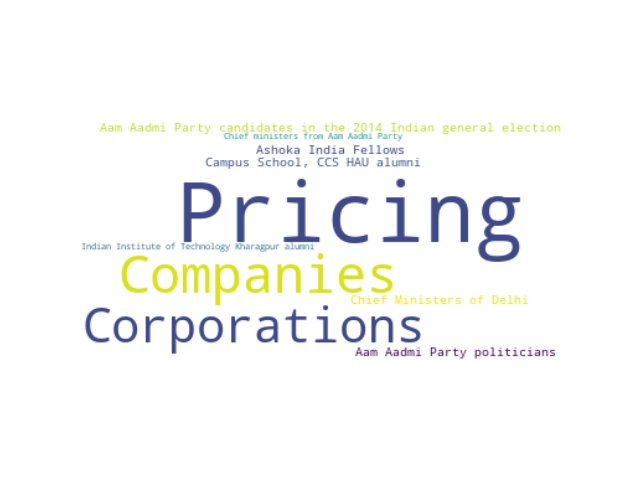 Aam Aadmi Party candidates in the 2014 Indian general election
Chief ministers from Aam Aadmi Party
Ashoka India Fellows
Campus School, CCS HAU alumni
Pricing
Indian Institute of Technology Kharagpur alumni
Companies
Chief Ministers of Delhi
Corporations
Aam Aadmi Party politicians